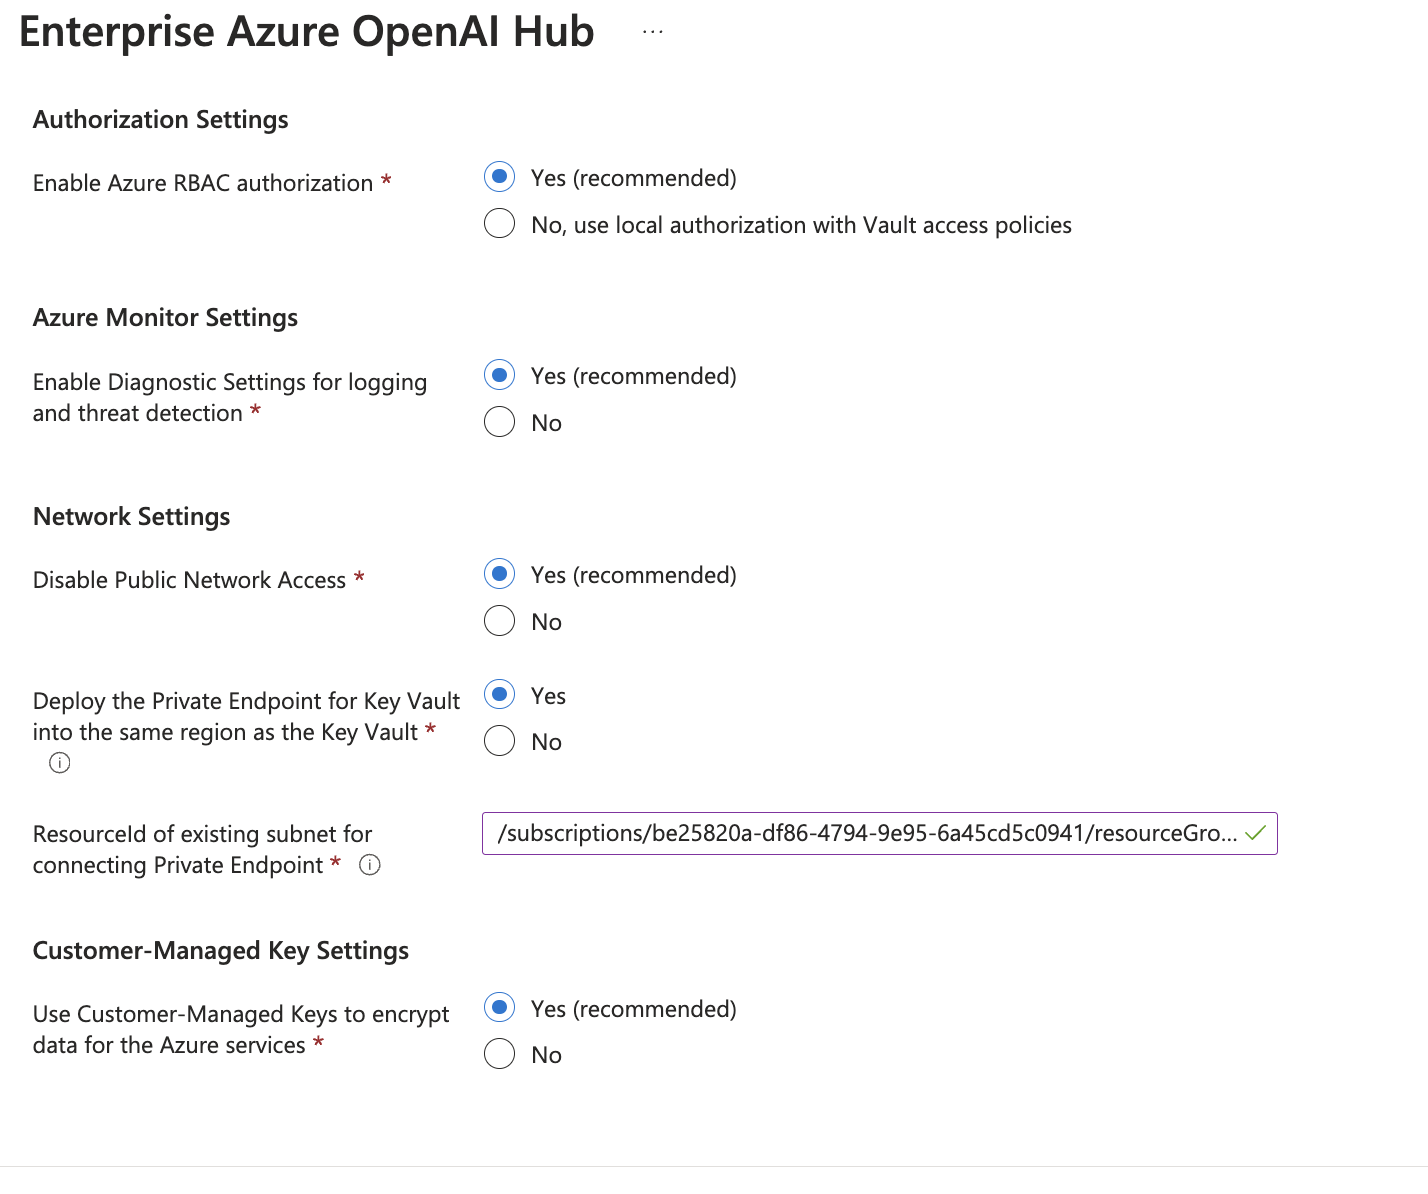 Enterprise Azure OpenAI Hub ...
Authorization Settings
Enable Azure RBAC authorization *
Yes (recommended)
No, use local authorization with Vault access policies
Azure Monitor Settings
Enable Diagnostic Settings for logging
and threat detection *
Yes (recommended)
No
Network Settings
Disable Public Network Access *
Yes (recommended)
No
Deploy the Private Endpoint for Key Vault
into the same region as the Key Vault *
Yes
No
ResourceId of existing subnet for
connecting Private Endpoint *
/subscriptions/be25820a-df86-4794-9e95-6a45cd5c0941/resourceGro...
Customer-Managed Key Settings
Use Customer-Managed Keys to encrypt
data for the Azure services *
Yes (recommended)
No